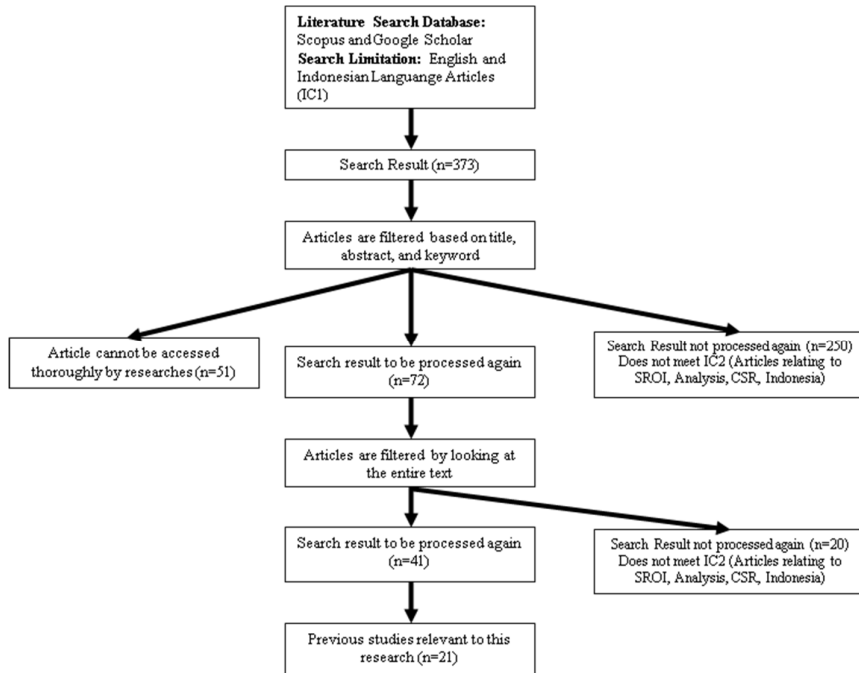 Literature Search Database:
Scopus and Google Scholar
Search Limitation: English and
Indonesian Languange Articles
(IC1)
Search Result (n=373)
Articles are filtered based on title,
abstract, and keyword
Article cannot be accessed
thoroughly by researches (n=51)
Search result to be processed again
(n=72)
Search Result not processed again (n=250)
Does not meet IC2 (Articles relating to
SROI, Analysis, CSR, Indonesia)
Articles are filtered by looking at
the entire text
Search result to be processed again
(n=41)
Search Result not processed again (n=20)
Does not meet IC2 (Articles relating to
SROI, Analysis, CSR, Indonesia)
Previous studies relevant to this
research (n=21)